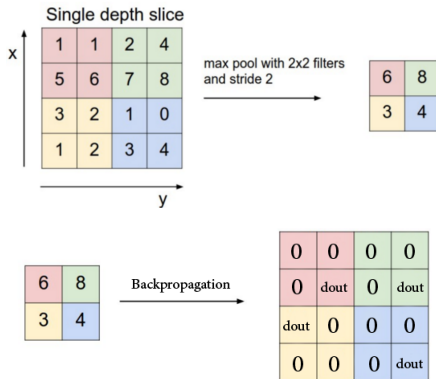 Single depth slice
x
1 1 2 4
5 6 7 8
3 2 1 0
1 2 3 4
y
max pool with 2x2 filters
and stride 2
6 8
3 4
6 8
3 4
Backpropagation
0 0 0 0
0 dout 0 dout
dout 0 0 0
0 0 0 dout